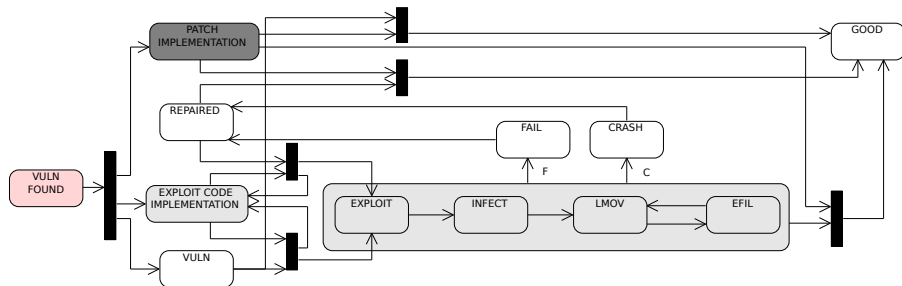 PATCH
IMPLEMENTATION
GOOD
REPAIRED
FAIL
CRASH
F
C
VULN
FOUND
EXPLOIT CODE
IMPLEMENTATION
EXPLOIT
INFECT
LMOV
EFIL
VULN